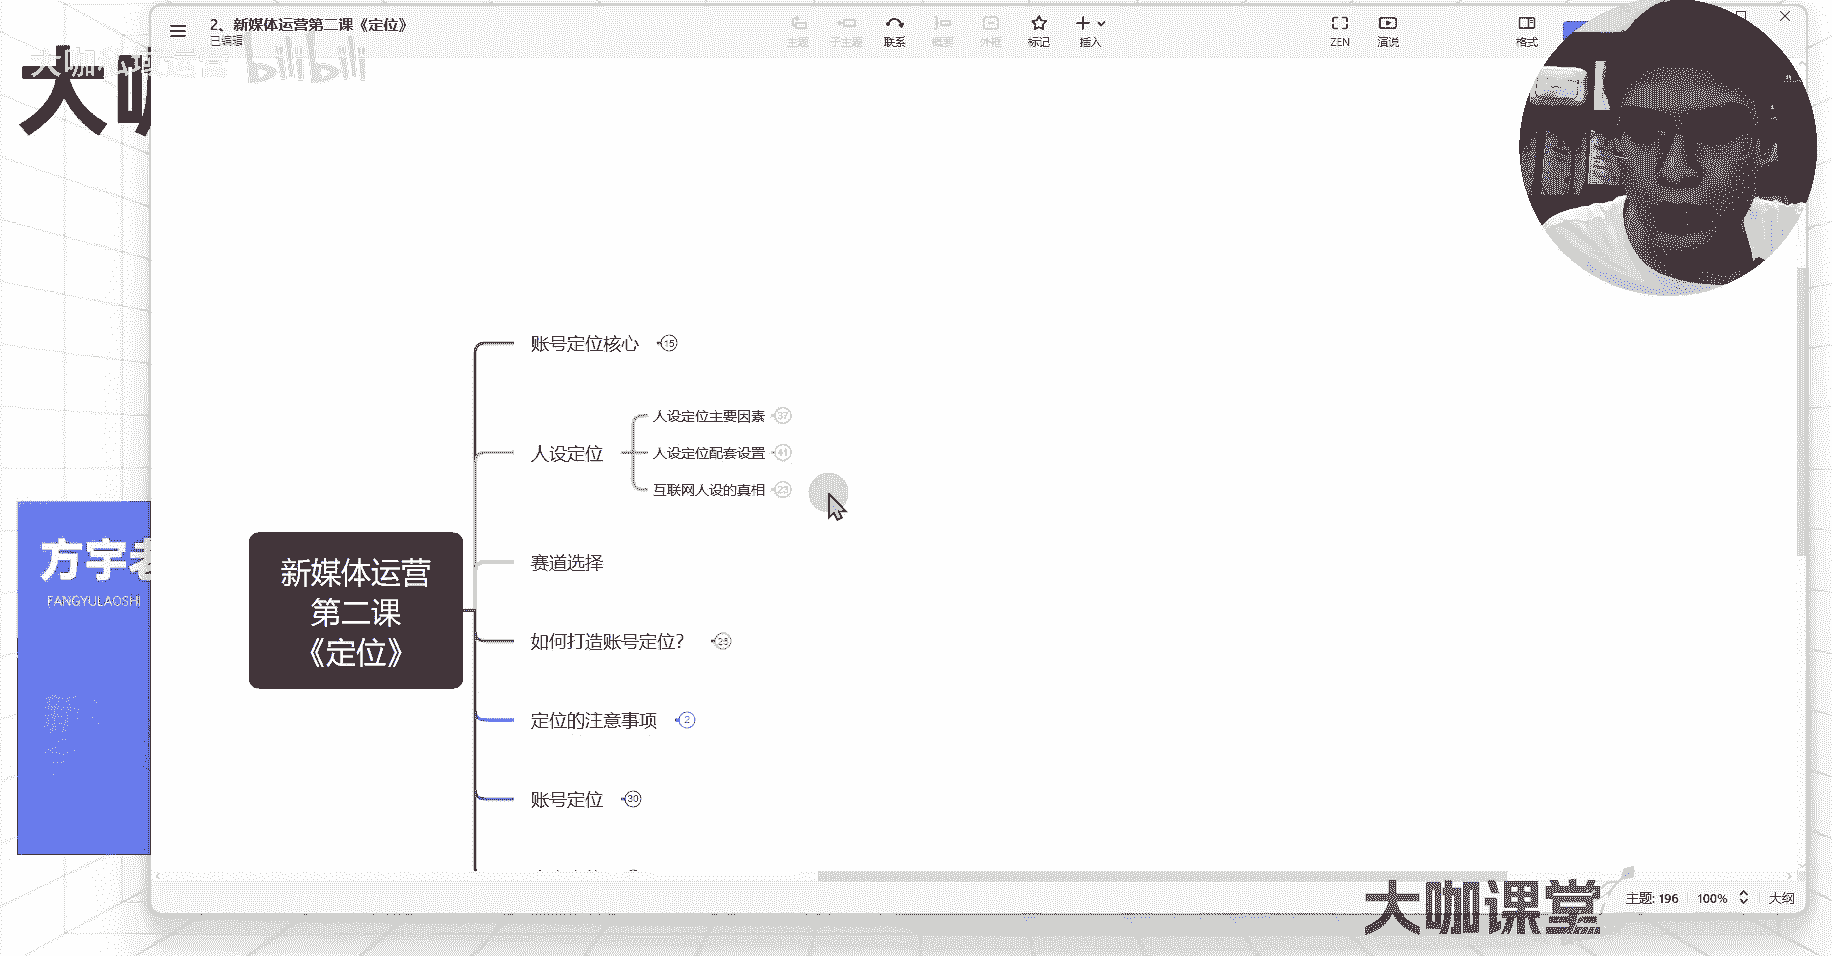 2、新媒体运营第二课《定位》
已编辑
主题
子主题
联系
概要
外框
标记
插入
ZEN
演说
格式
大咖私域运营
bilibili
大咖
账号定位核心
15
人设定位主要因素
37
人设定位
人设定位配套设置
41
互联网人设的真相
23
赛道选择
新媒体运营
第二课
《定位》
方宇老
FANGYULAOSHI
如何打造账号定位?
定位的注意事项
2
账号定位
30
大咖课堂
主题: 196
100%
大纲